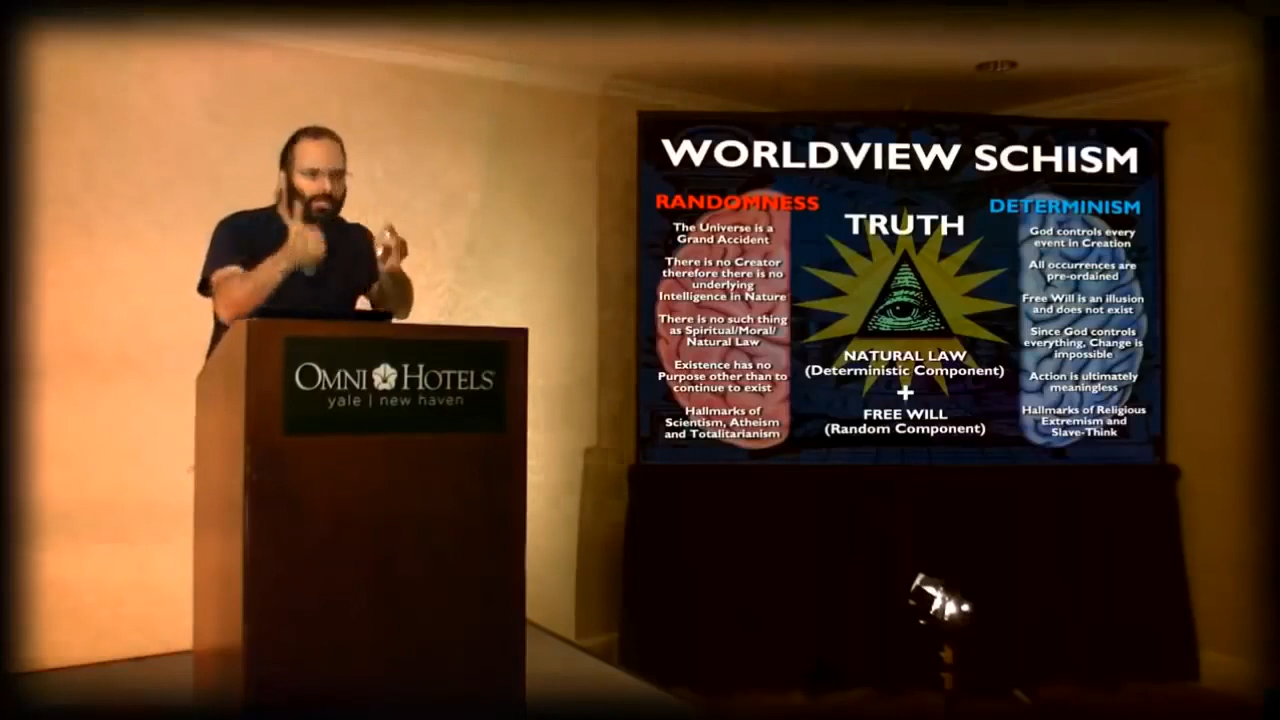 OMNI HOTELS
yale | new haven
WORLDVIEW SCHISM
RANDOMNESS
The Universe is a
Grand Accident
There is no Creator
therefore there is no
underlying
Intelligence in Nature
There is no such thing
as Spiritual/Moral/
Natural Law
Existence has no
Purpose other than to
continue to exist
Hallmarks of
Scientism, Atheism
and Totalitarianism
TRUTH
NATURAL LAW
(Deterministic Component)
+
FREE WILL
(Random Component)
DETERMINISM
God controls every
event in Creation
All occurrences are
pre-ordained
Free Will is an illusion
and does not exist
Since God controls
everything, Change is
impossible
Action is ultimately
meaningless
Hallmarks of Religious
Extremism and
Slave-Think